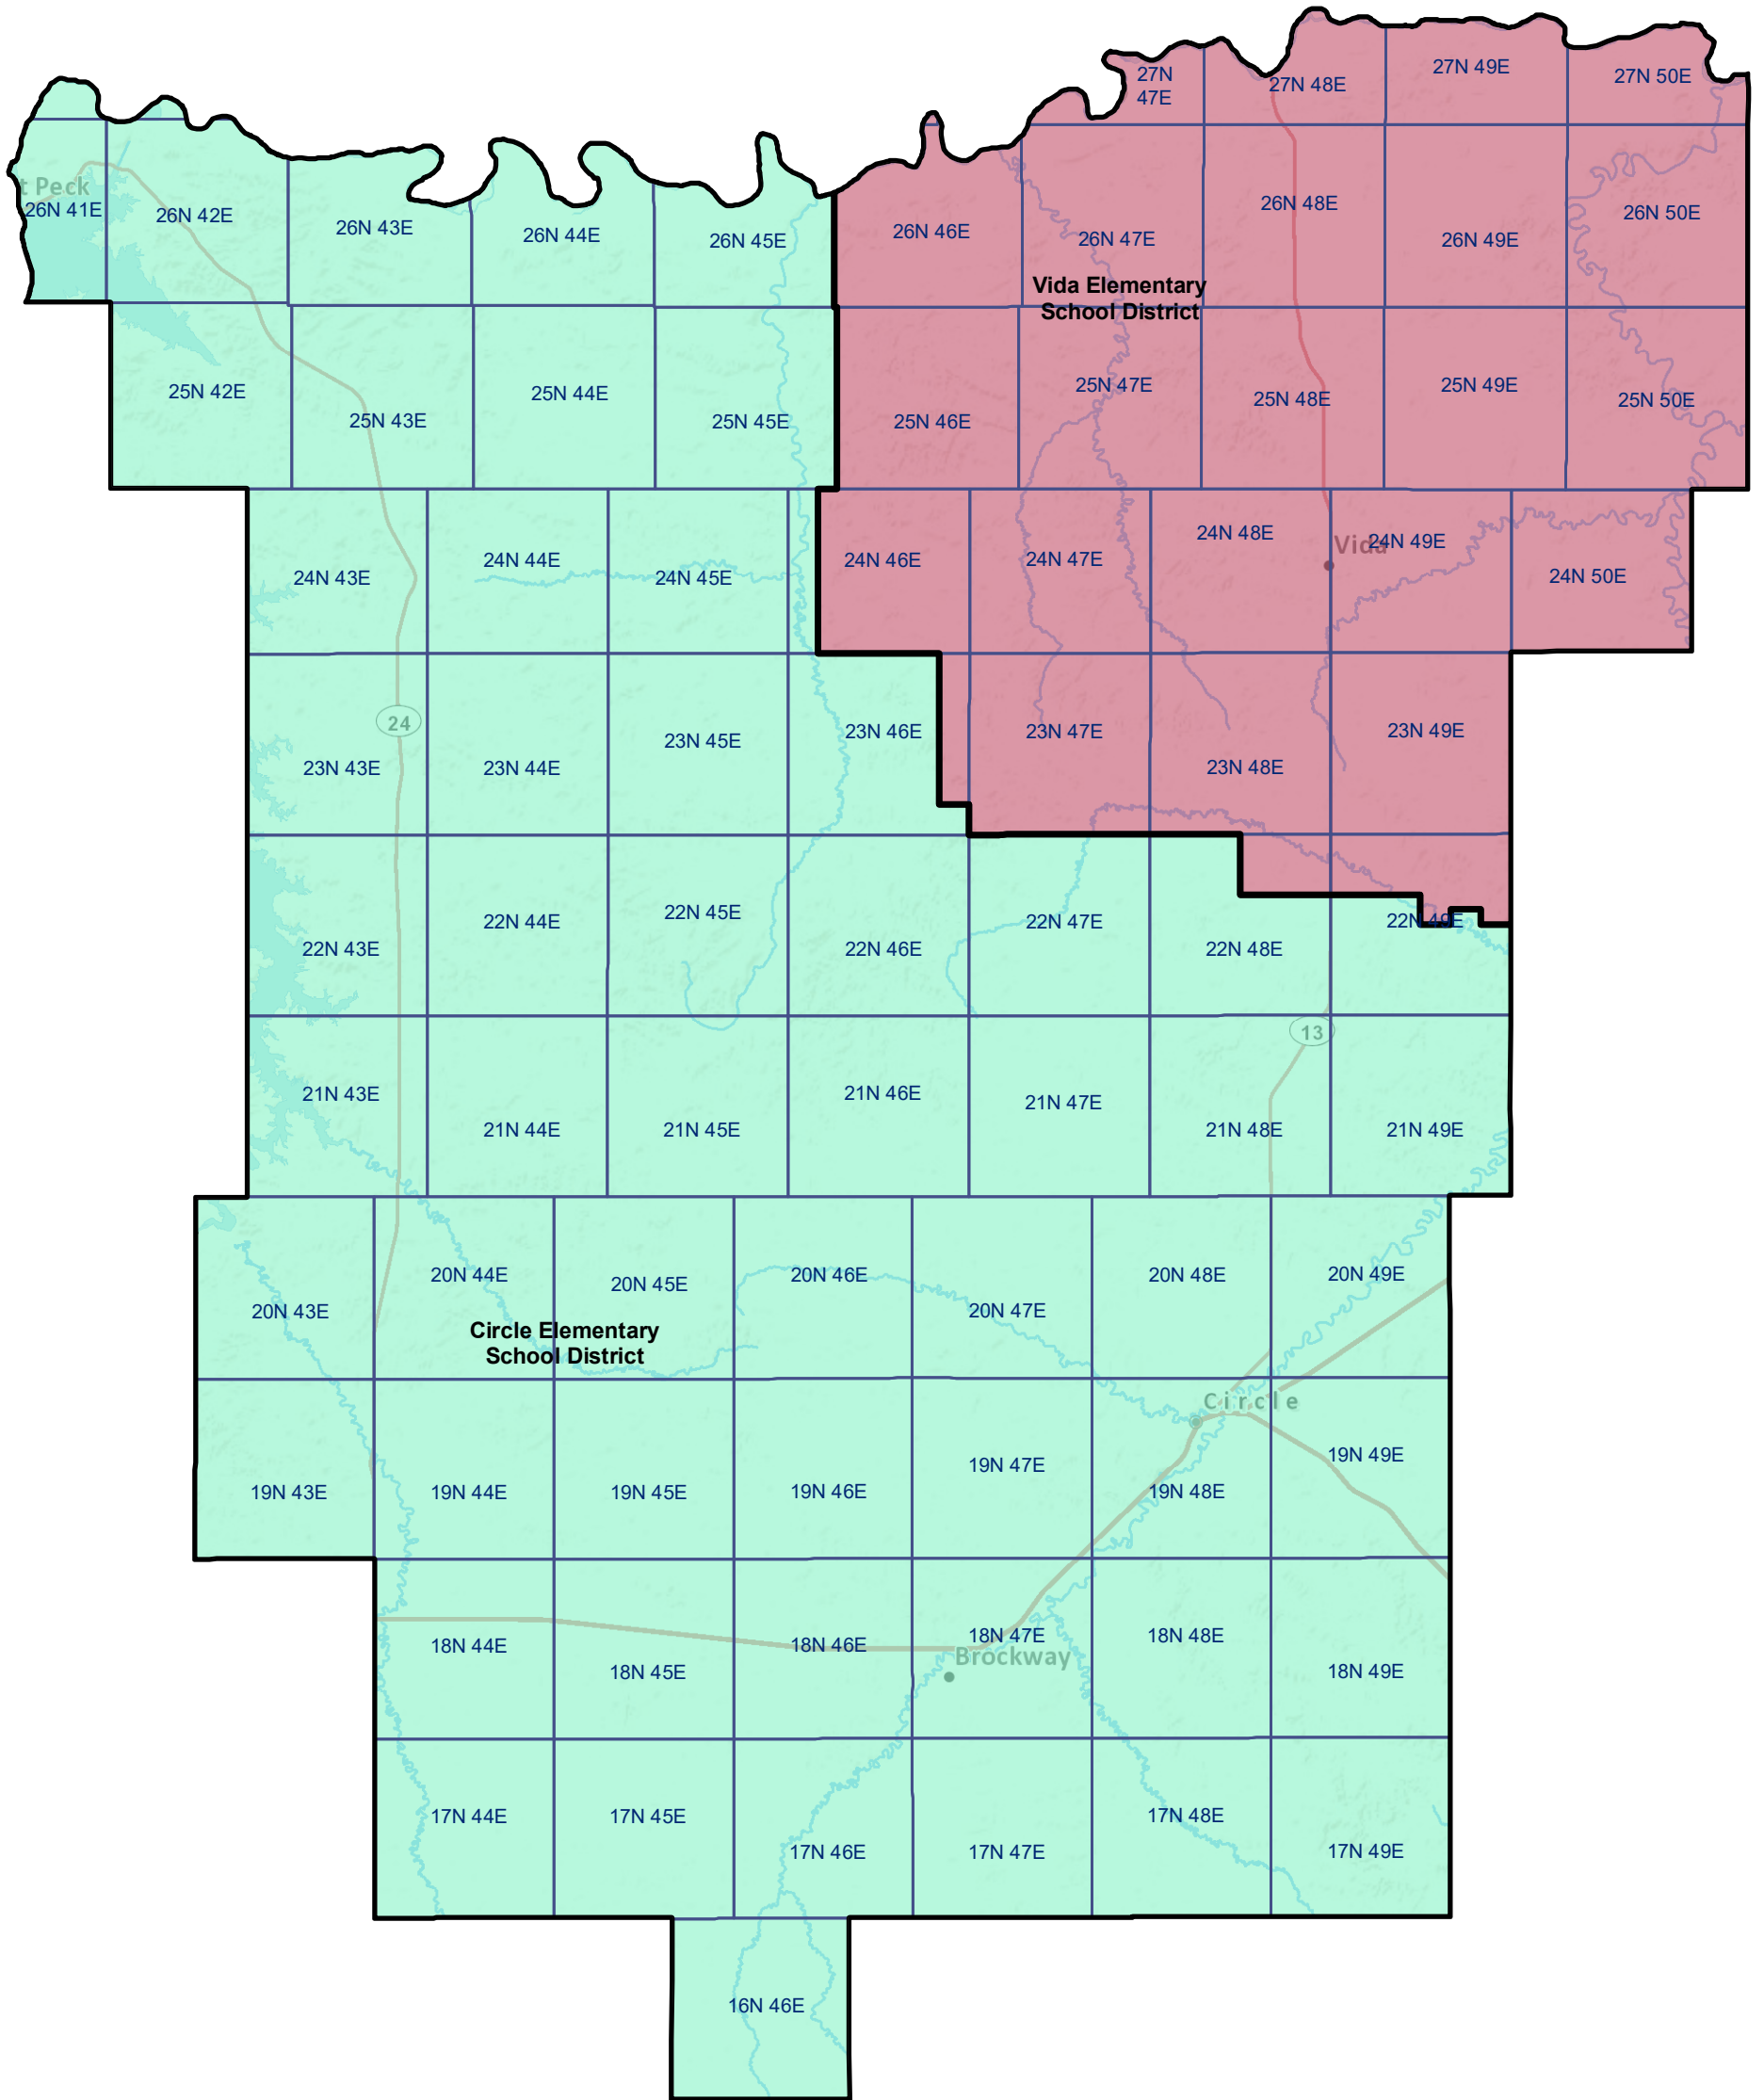 27N
47E
27N 48E
27N 49E
27N 50E
t Peck
26N 41E
26N 42E
26N 43E
26N 44E
26N 45E
26N 46E
26N 47E
26N 48E
26N 49E
26N 50E
Vida Elementary
School District
25N 42E
25N 43E
25N 44E
25N 45E
25N 46E
25N 47E
25N 48E
25N 49E
25N 50E
24N 43E
24N 44E
24N 45E
24N 46E
24N 47E
24N 48E
Vida
24N 49E
24N 50E
24
23N 43E
23N 44E
23N 45E
23N 46E
23N 47E
23N 48E
23N 49E
22N 43E
22N 44E
22N 45E
22N 46E
22N 47E
22N 48E
22N 49E
13
21N 43E
21N 44E
21N 45E
21N 46E
21N 47E
21N 48E
21N 49E
20N 43E
20N 44E
20N 45E
20N 46E
20N 47E
20N 48E
20N 49E
Circle Elementary
School District
Circle
19N 43E
19N 44E
19N 45E
19N 46E
19N 47E
19N 48E
19N 49E
18N 44E
18N 45E
18N 46E
18N 47E
Brockway
18N 48E
18N 49E
17N 44E
17N 45E
17N 46E
17N 47E
17N 48E
17N 49E
16N 46E